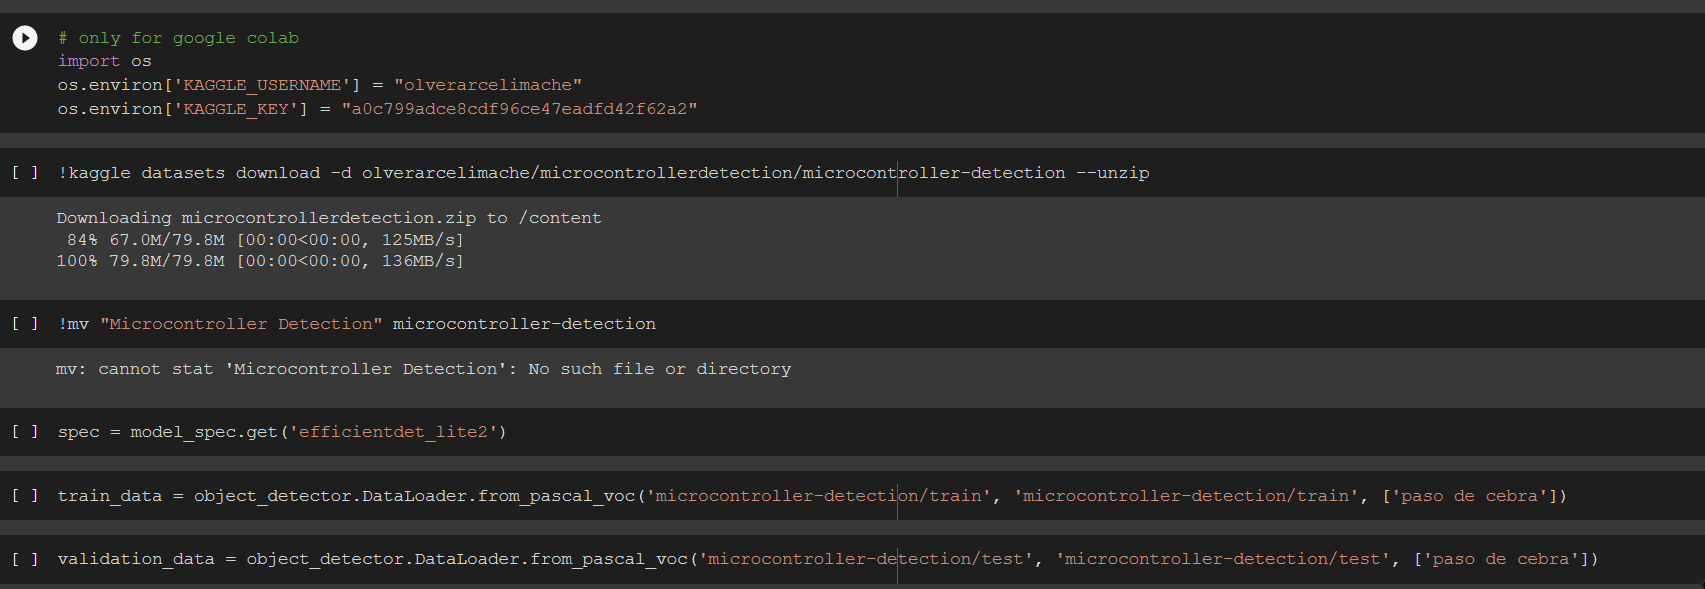 # only for google colab
import os
os.environ['KAGGLE_USERNAME'] = "olverarcelimache"
os.environ['KAGGLE_KEY'] = "a0c799adce8cdf96ce47eadfd42f62a2"
[ ] !kaggle datasets download -d olverarcelimache/microcontrollerdetection/microcontroller-detection --unzip
Downloading microcontrollerdetection.zip to /content
84% 67.0M/79.8M [00:00<00:00, 125MB/s]
100% 79.8M/79.8M [00:00<00:00, 136MB/s]
[ ] !mv "Microcontroller Detection" microcontroller-detection
mv: cannot stat 'Microcontroller Detection': No such file or directory
[ ] spec = model_spec.get('efficientdet_lite2')
[ ] train_data = object_detector.DataLoader.from_pascal_voc('microcontroller-detection/train', 'microcontroller-detection/train', ['paso de cebra'])
[ ] validation_data = object_detector.DataLoader.from_pascal_voc('microcontroller-detection/test', 'microcontroller-detection/test', ['paso de cebra'])